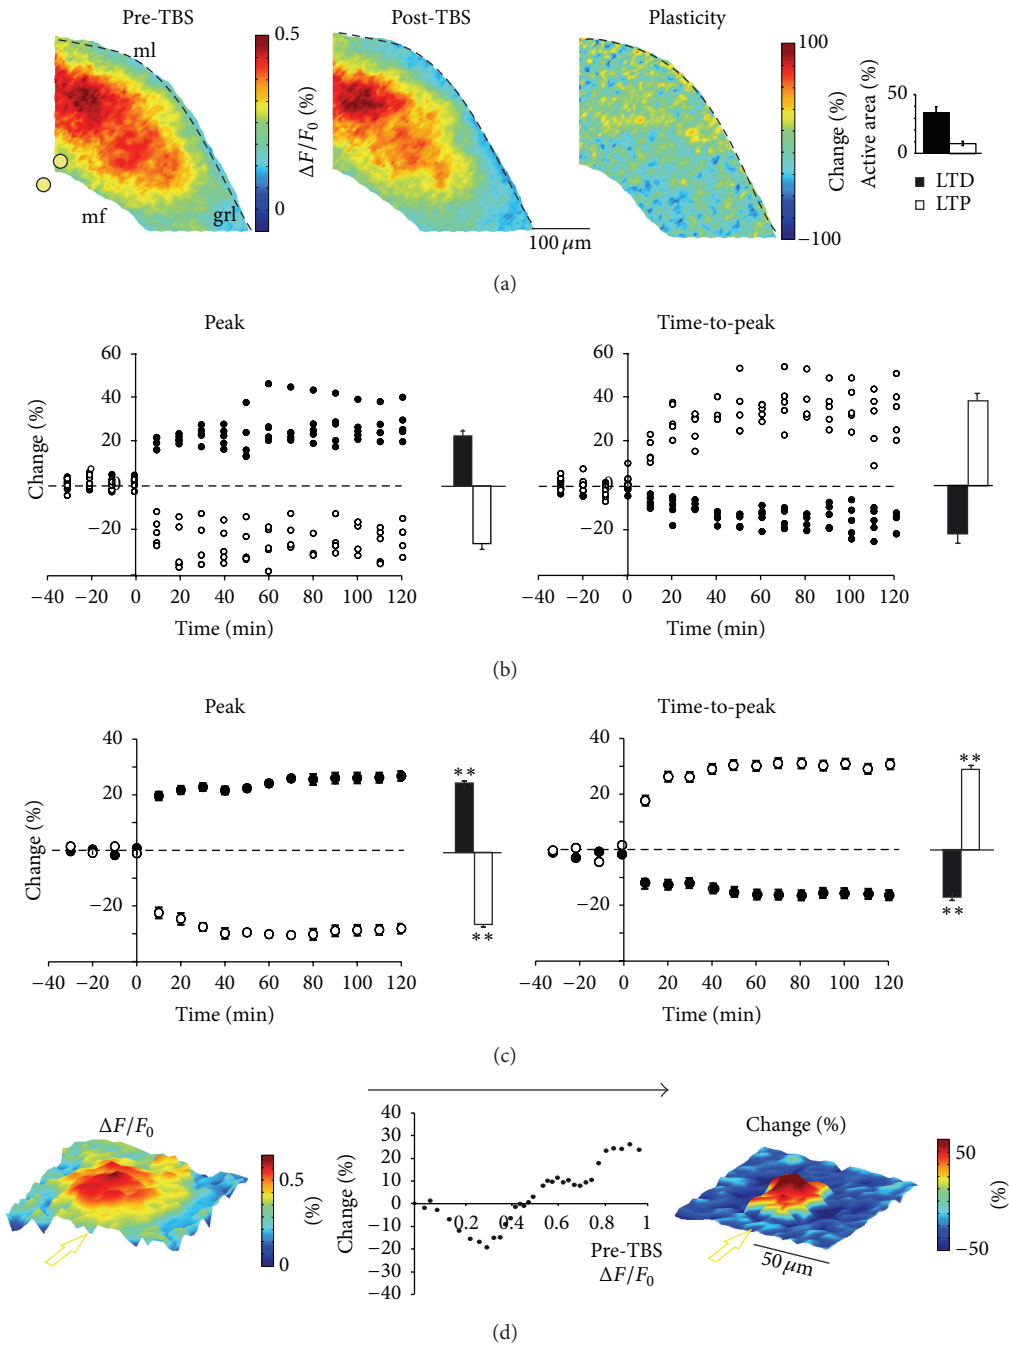 Pre-TBS
Post-TBS
Plasticity
ml
mf
grl
0.5
0
ΔF/F0 (%)
100 μm
100
−100
Change (%)
Active area (%)
50
0
LTD
LTP
(a)
Peak
Time-to-peak
60
40
20
−20
Change (%)
−40 −20 0 20 40 60 80 100 120
Time (min)
60
40
20
0
−20
−40 −20 0 20 40 60 80 100 120
Time (min)
(b)
Peak
Time-to-peak
40
20
0
−20
Change (%)
−40 −20 0 20 40 60 80 100 120
Time (min)
**
**
40
20
0
−20
−40 −20 0 20 40 60 80 100 120
Time (min)
**
**
(c)
ΔF/F0
0.5
0
(%)
40
30
20
10
0
−10
−20
−30
−40
Change (%)
0.2 0.4 0.6 0.8 1
Pre-TBS
ΔF/F0
Change (%)
50 μm
50
−50
(%)
(d)